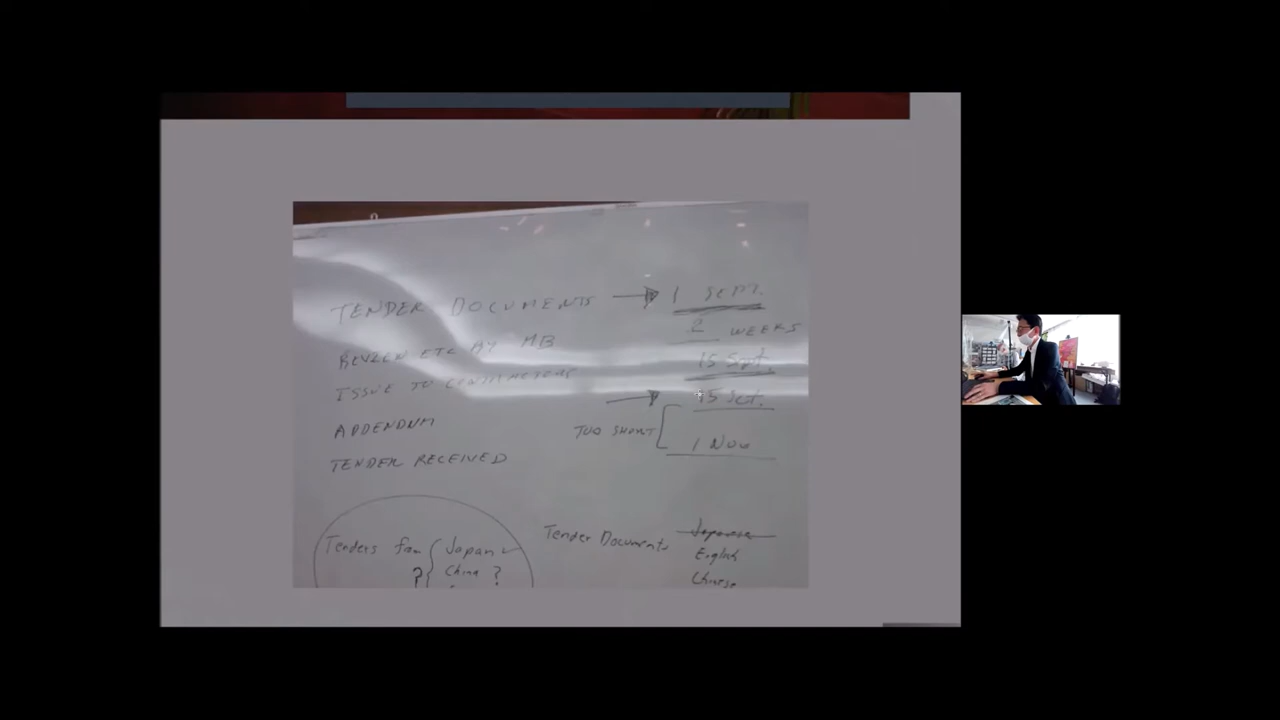 TENDER DOCUMENTS → 1 SEPT.
2 WEEKS
REVIEW ETC BY MB 15 Sept.
ISSUE TO CONTRACTORS
→ 15 Oct.
ADDENDUM
TOO SHORT
1 Nov
TENDER RECEIVED
Tenders from Japan
? China ?
Tender Documents Japanese
English
Chinese